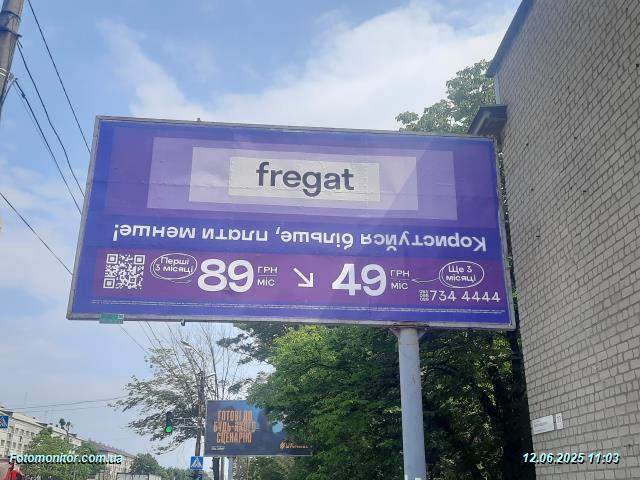 fregat
Користуйся більше, плати менше!
Перші
3 місяці
89 ГРН
МІС
49 ГРН
МІС
Ще 3
місяці
734 4444
ГОТОВІ ДО
БУДЬ-ЯКОГО
СЦЕНАРІЮ
Fotomonitor.com.ua
12.06.2025 11:03